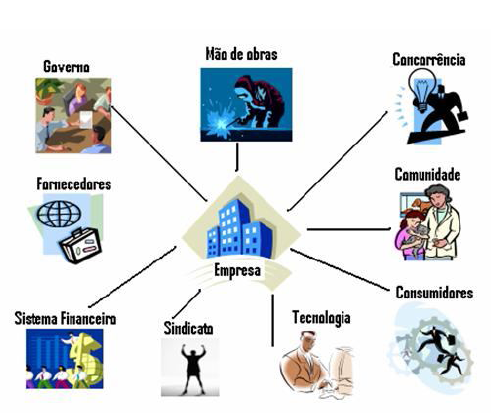 Governo
Mão de obras
Concorrência
Fornecedores
Comunidade
Empresa
Sistema Financeiro
Sindicato
Tecnologia
Consumidores